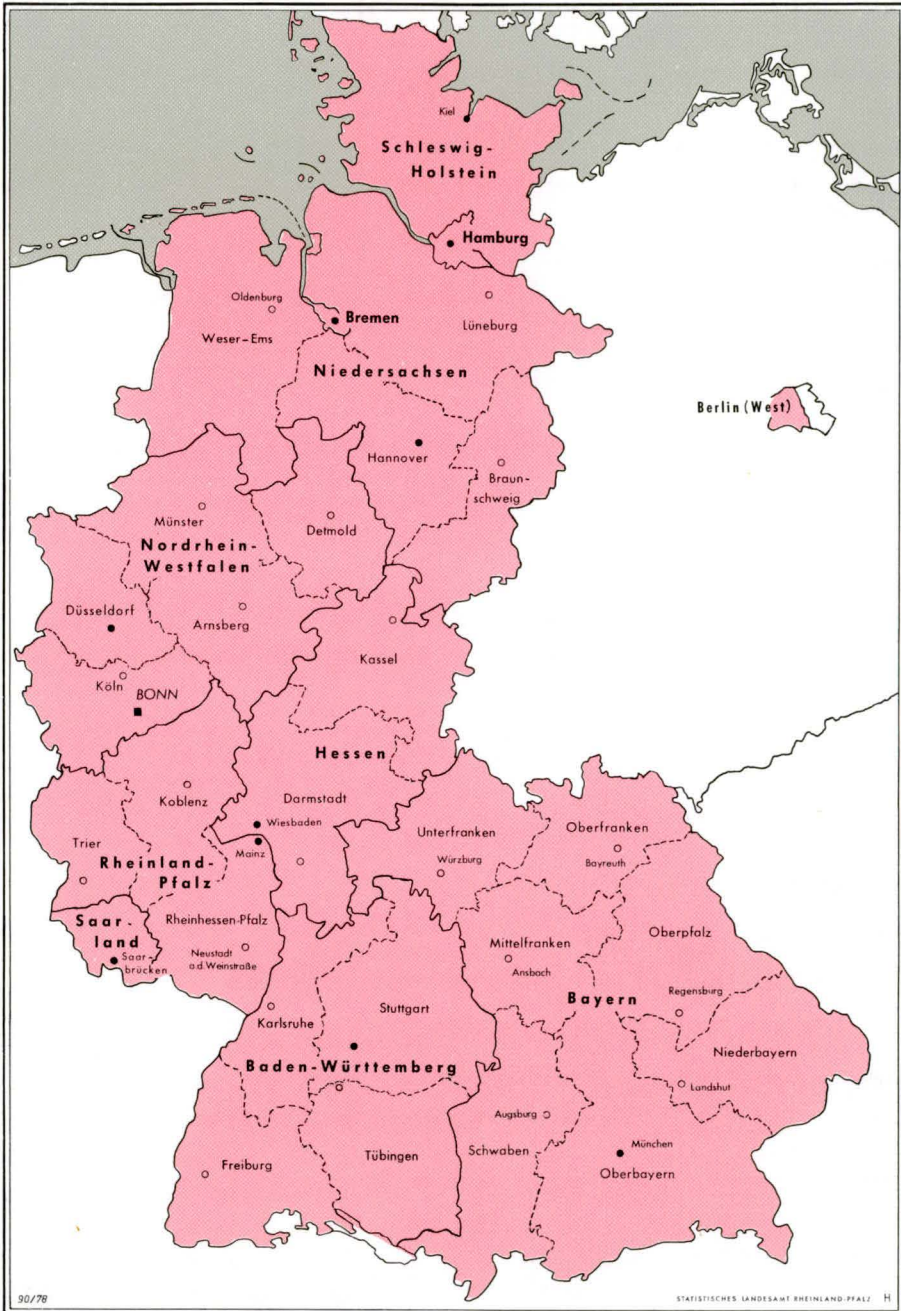 Kiel
Schleswig-
Holstein
Hamburg
Oldenburg
Bremen
Lüneburg
Weser-Ems
Niedersachsen
Berlin (West)
Hannover
Braun-
schweig
Münster
Detmold
Nordrhein-
Westfalen
Düsseldorf
Arnsberg
Kassel
Köln
BONN
Hessen
Koblenz
Darmstadt
Wiesbaden
Unterfranken
Oberfranken
Trier
Mainz
Würzburg
Bayreuth
Rheinland-
Pfalz
Saar-
land
Rheinhessen-Pfalz
Mittelfranken
Oberpfalz
Saar-
brücken
Neustadt
a.d.Weinstraße
Ansbach
Regensburg
Bayern
Karlsruhe
Stuttgart
Niederbayern
Baden-Württemberg
Landshut
Augsburg
Schwaben
München
Oberbayern
Freiburg
Tübingen
90/78
STATISTISCHES LANDESAMT RHEINLAND-PFALZ H